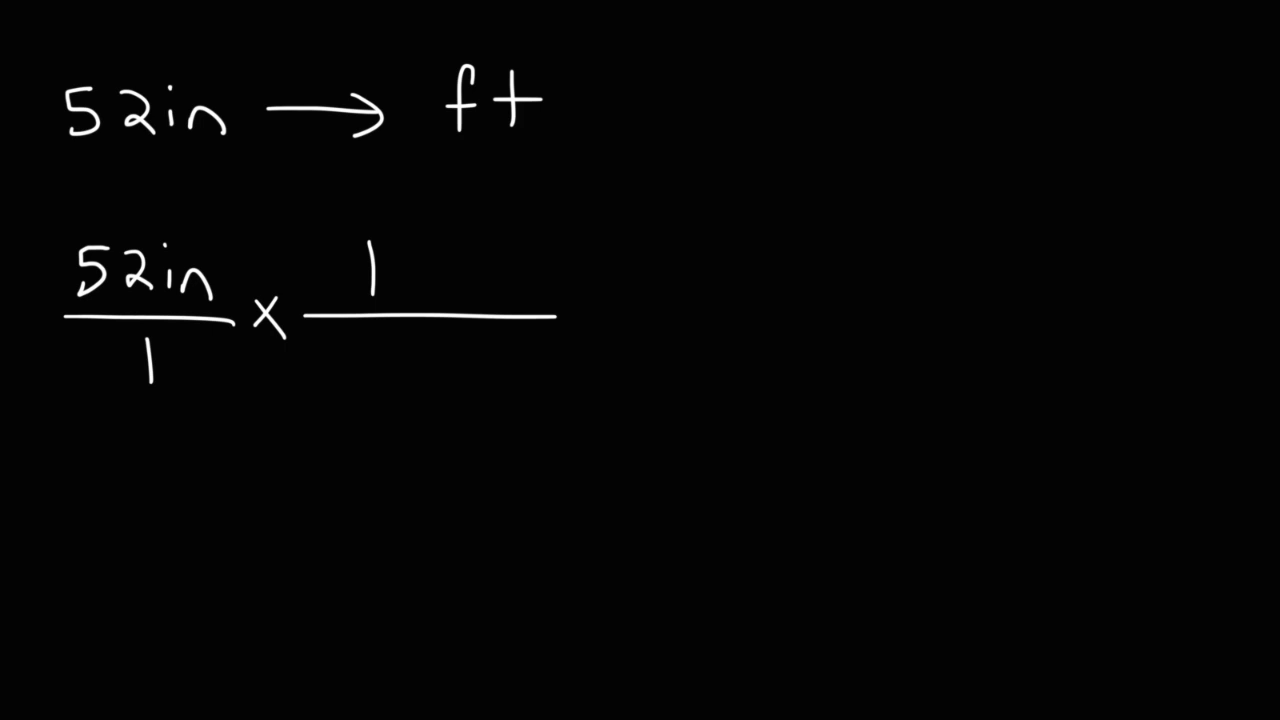 52in → ft
52in 1
×
1